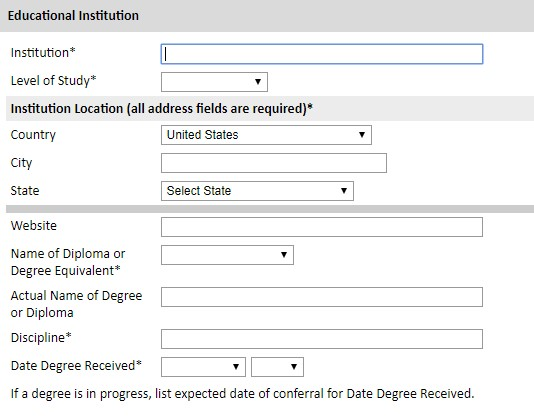 Educational Institution
Institution*
Level of Study*
Institution Location (all address fields are required)*
Country United States
City
State Select State
Website
Name of Diploma or
Degree Equivalent*
Actual Name of Degree
or Diploma
Discipline*
Date Degree Received*
If a degree is in progress, list expected date of conferral for Date Degree Received.